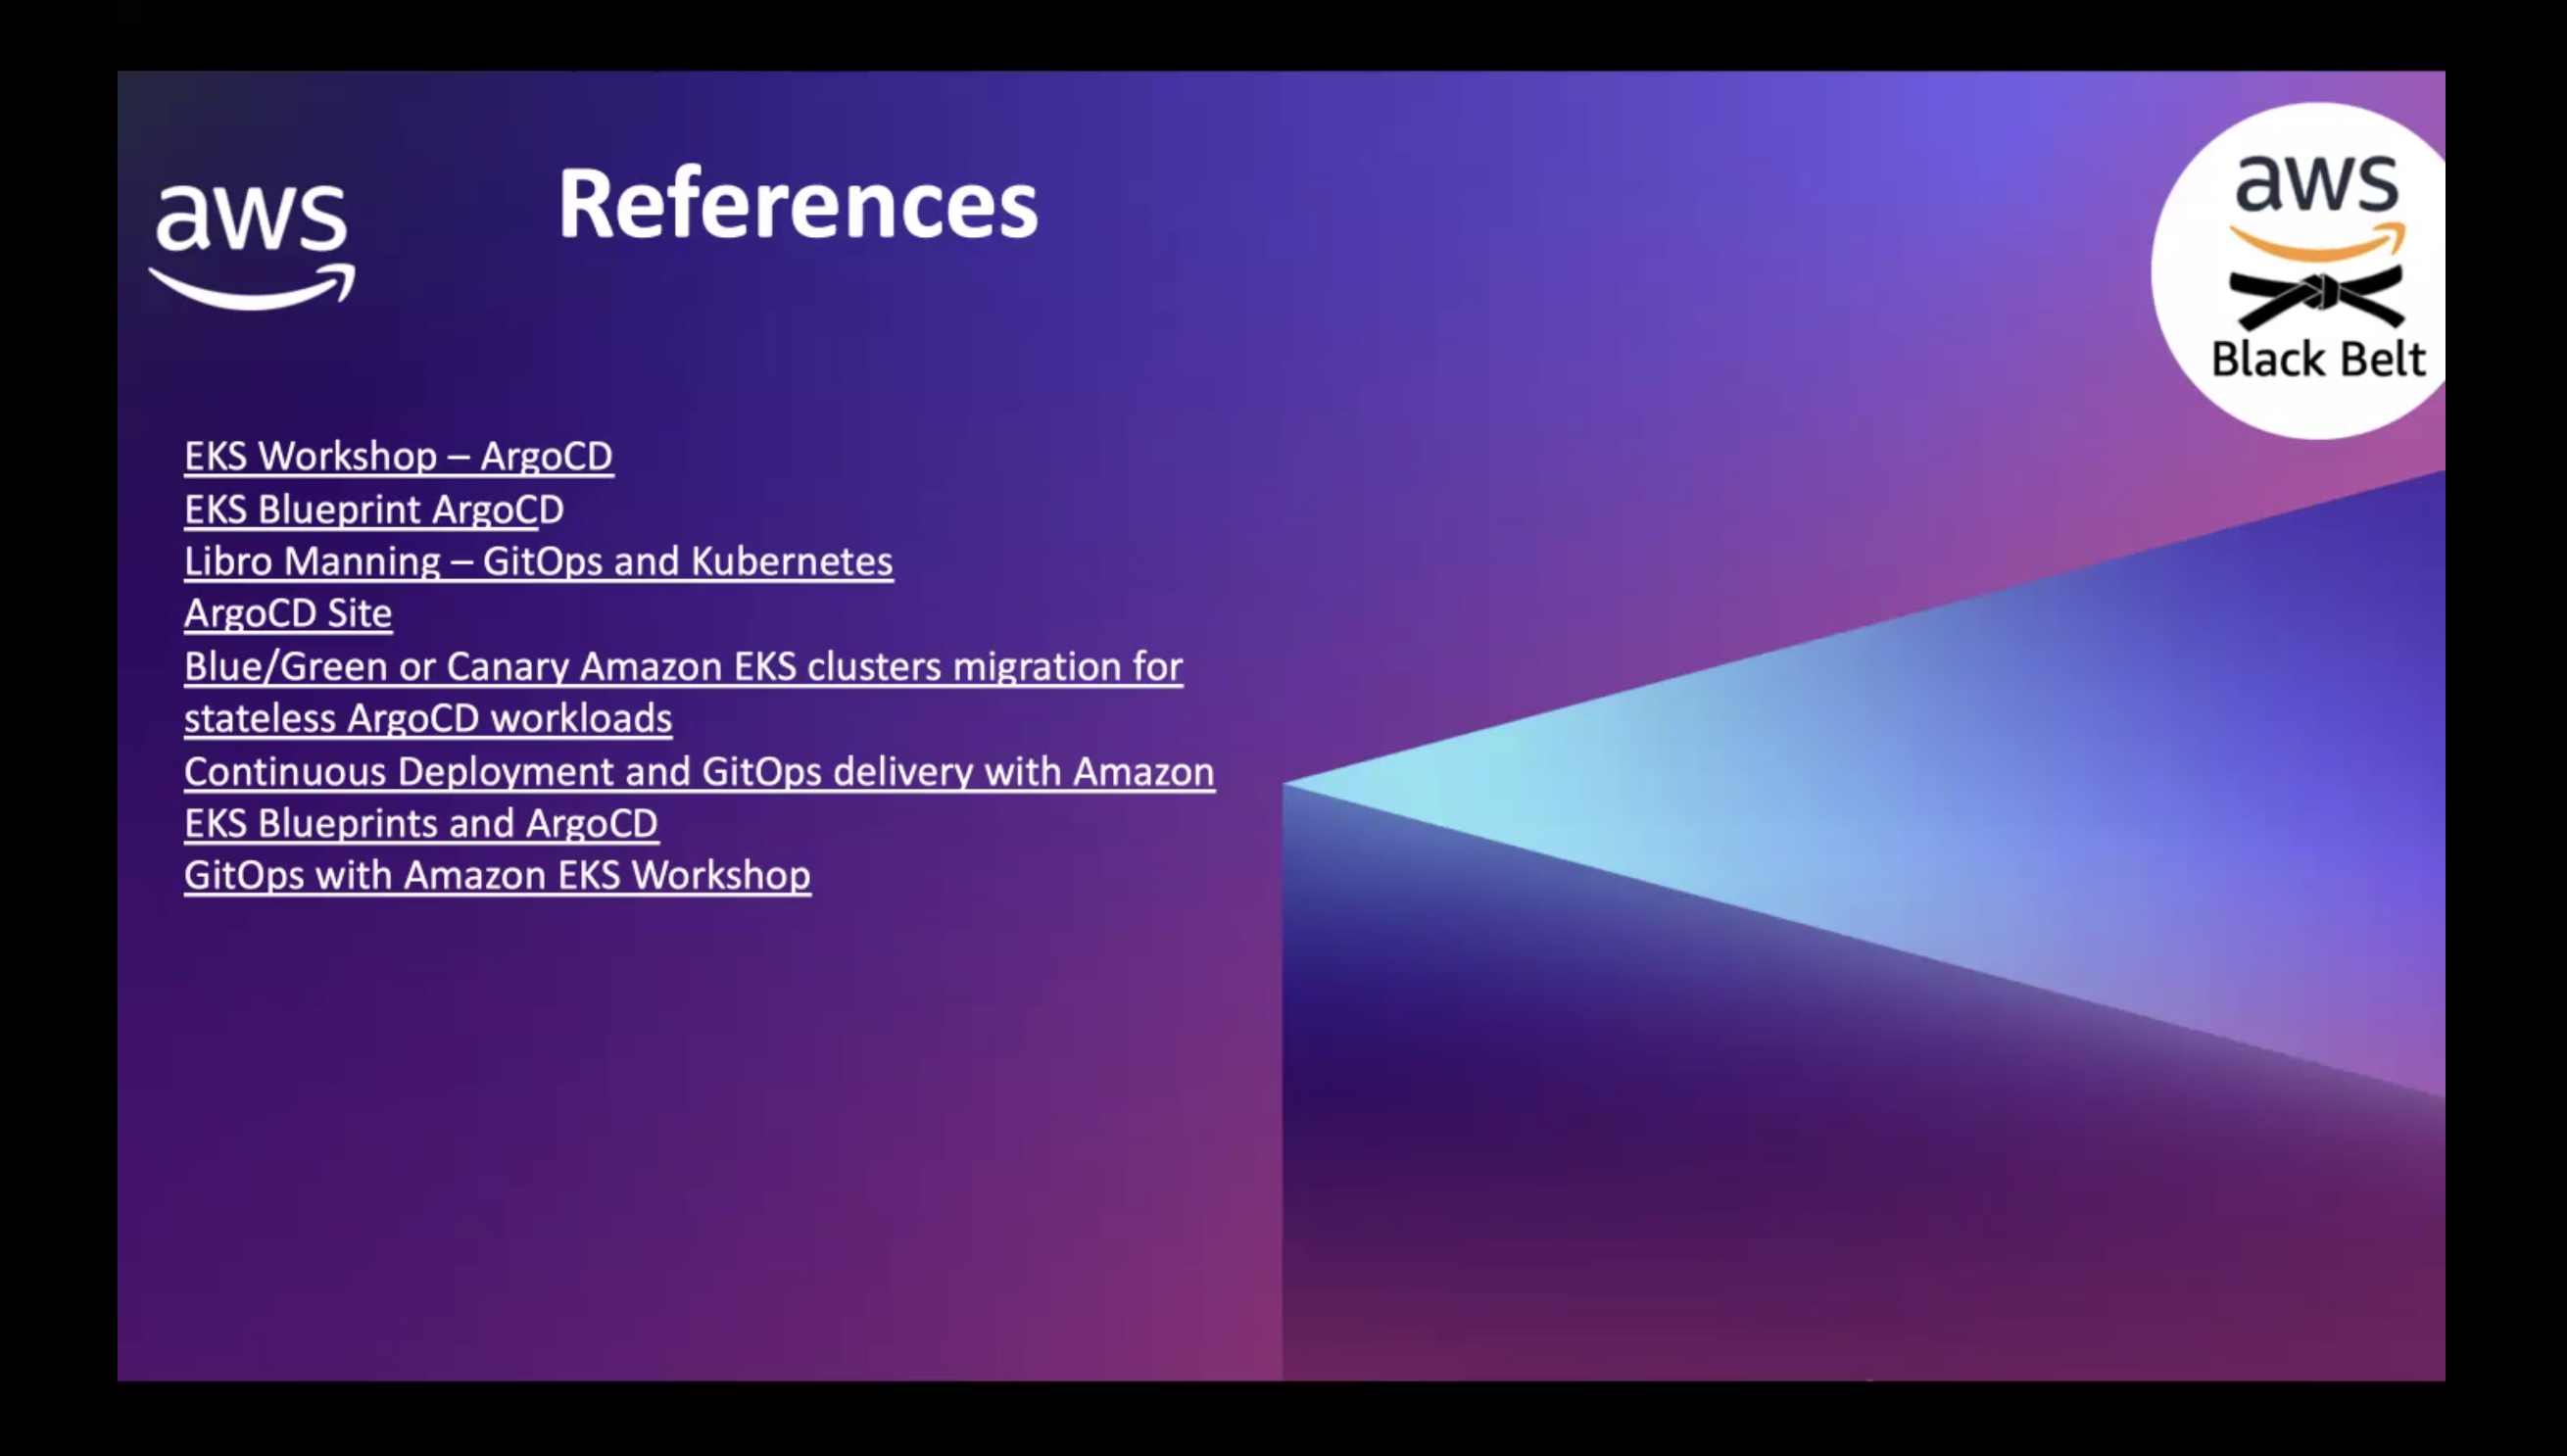 aws
References
aws
Black Belt
EKS Workshop – ArgoCD
EKS Blueprint ArgoCD
Libro Manning – GitOps and Kubernetes
ArgoCD Site
Blue/Green or Canary Amazon EKS clusters migration for
stateless ArgoCD workloads
Continuous Deployment and GitOps delivery with Amazon
EKS Blueprints and ArgoCD
GitOps with Amazon EKS Workshop